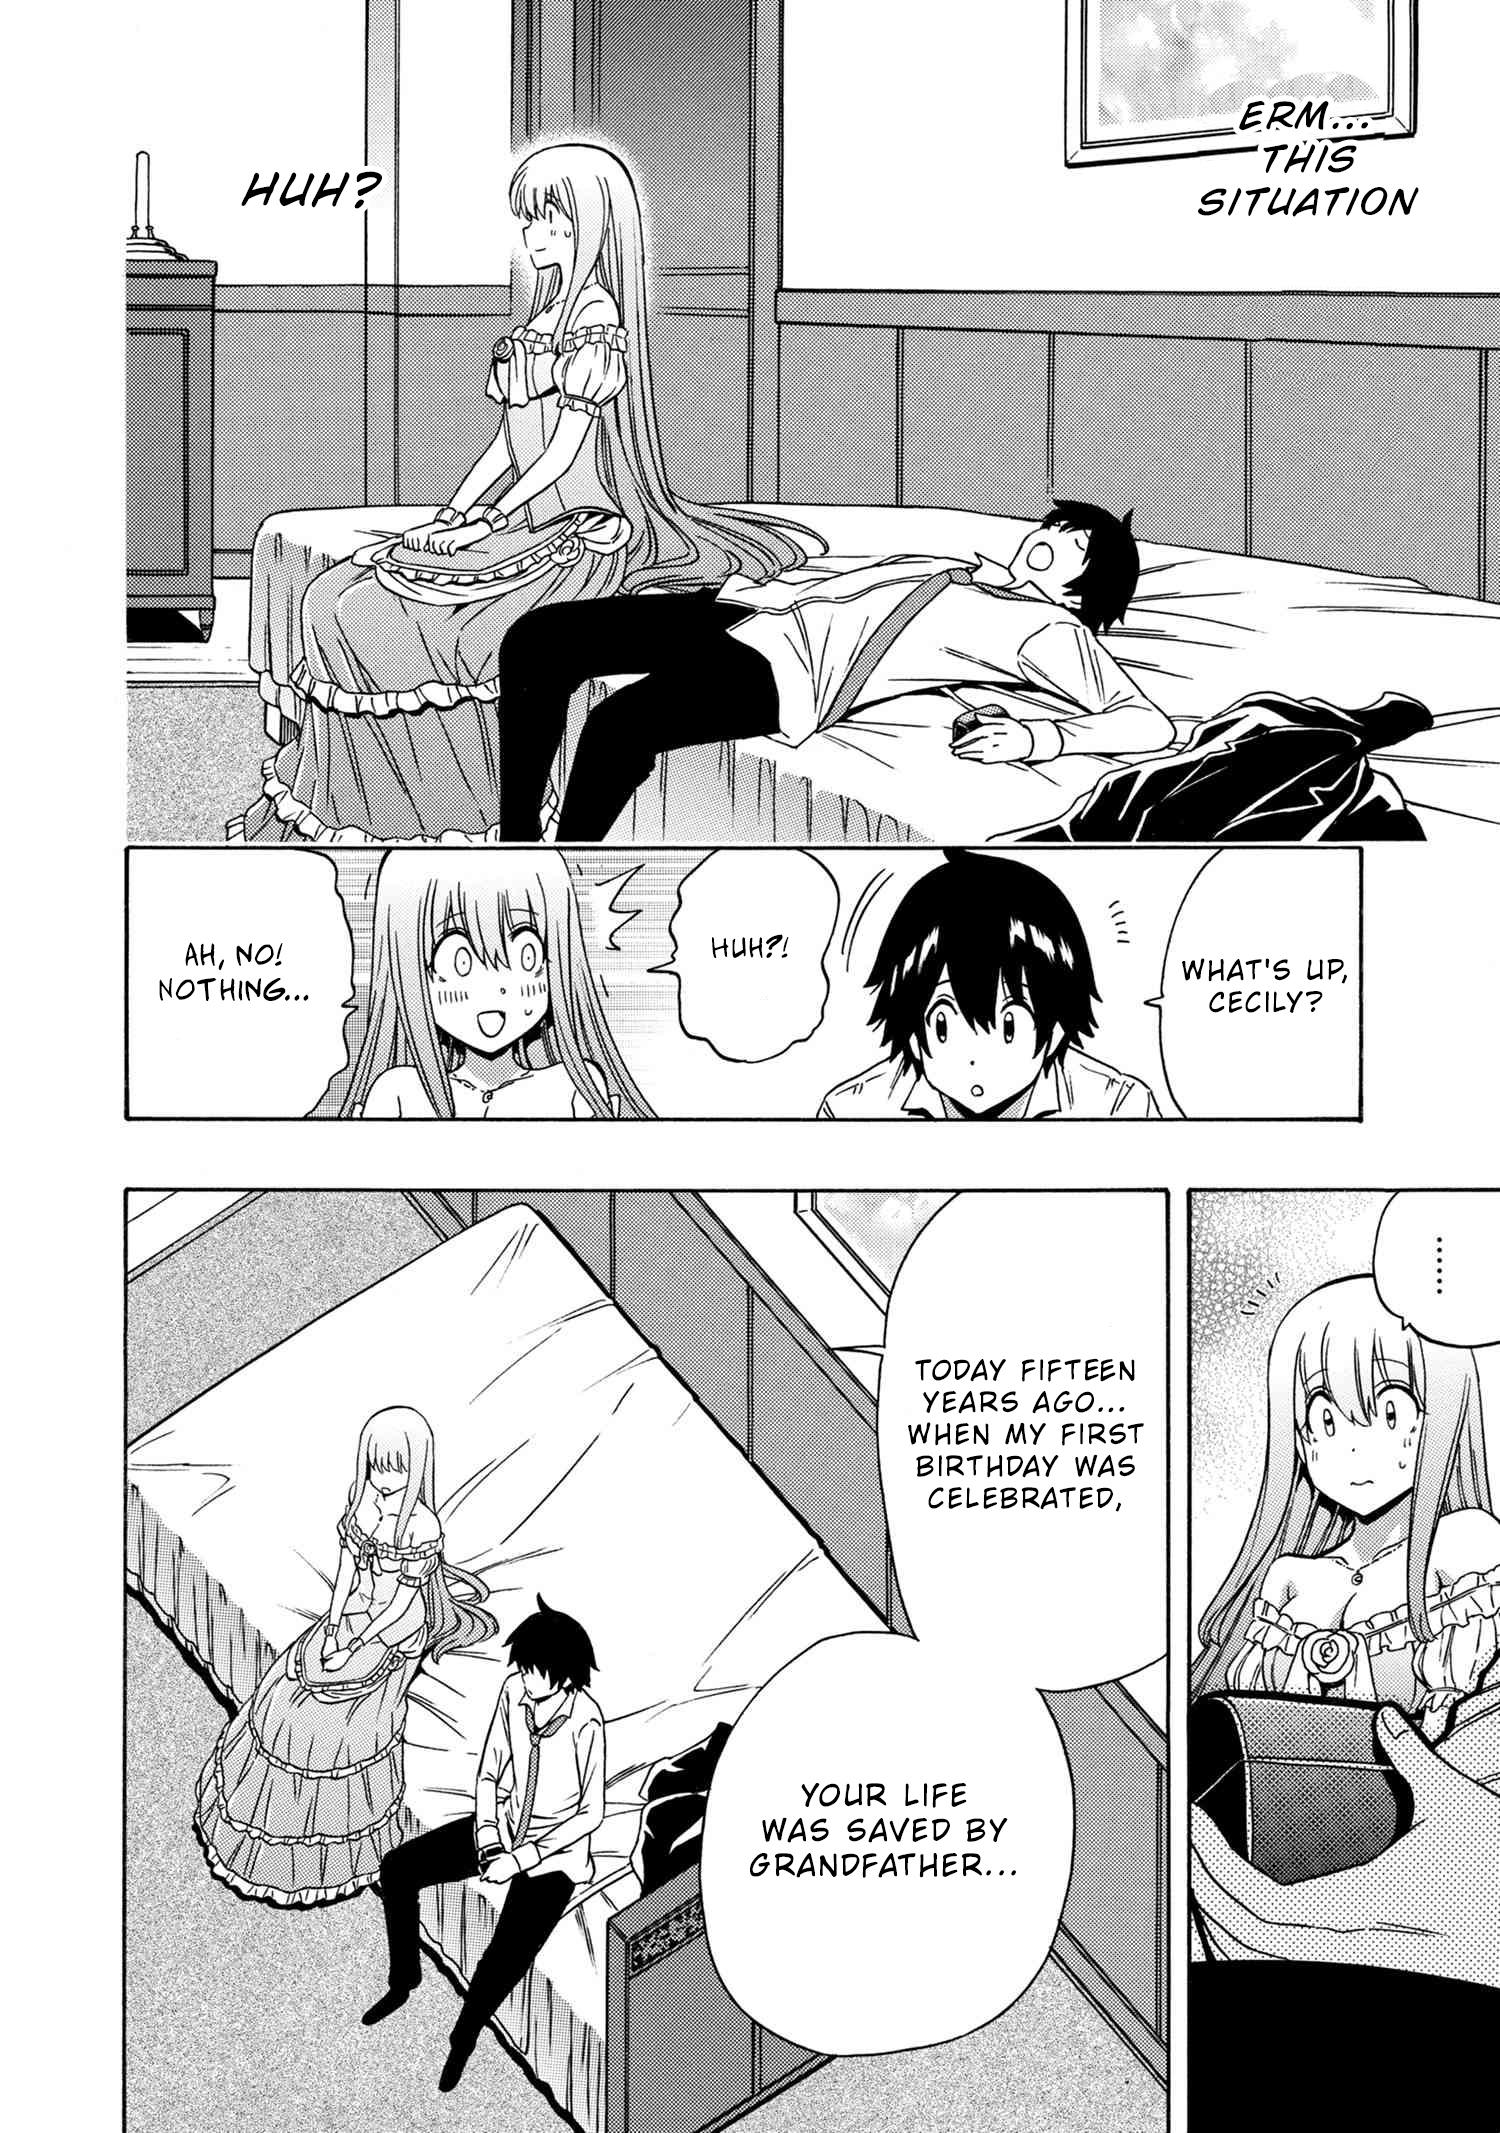 ERM...
THIS
SITUATION
HUH?
WHAT'S UP,
CECILY?
HUH?!
AH, NO!
NOTHING...
......
TODAY FIFTEEN
YEARS AGO...
WHEN MY FIRST
BIRTHDAY WAS
CELEBRATED,
YOUR LIFE
WAS SAVED BY
GRANDFATHER...